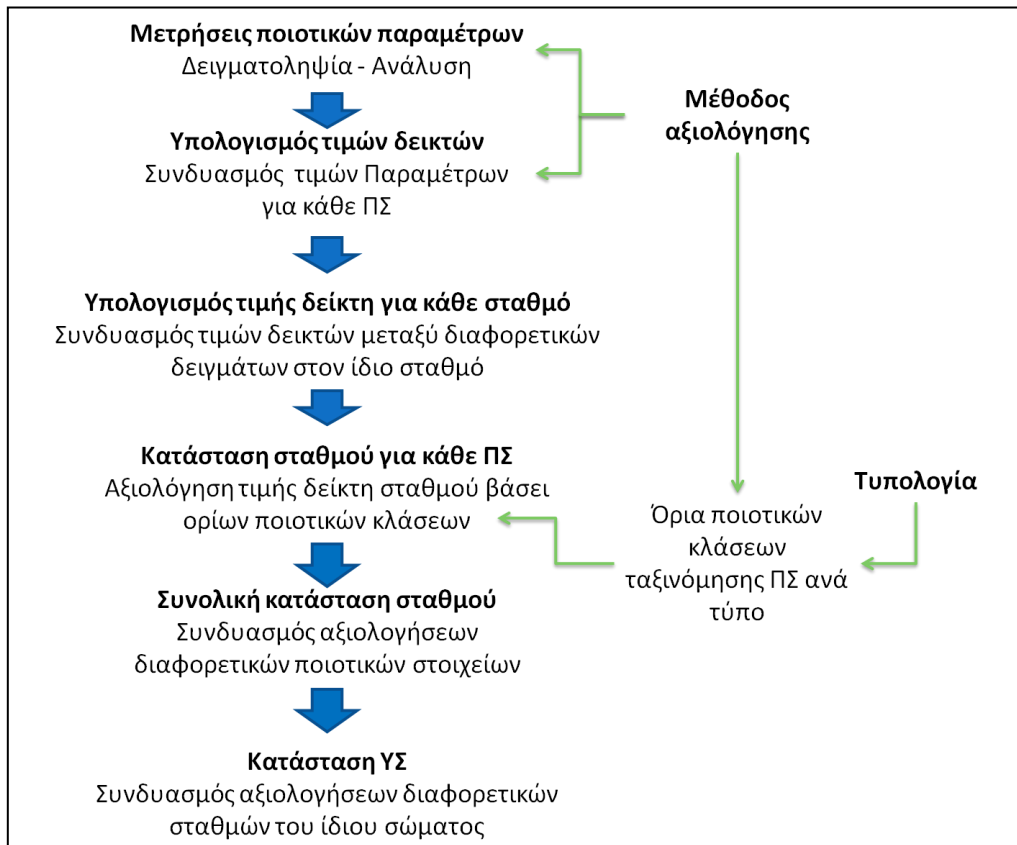 Μετρήσεις ποιοτικών παραμέτρων
Δειγματοληψία - Ανάλυση
Υπολογισμός τιμών δεικτών
Συνδυασμός τιμών Παραμέτρων
για κάθε ΠΣ
Υπολογισμός τιμής δείκτη για κάθε σταθμό
Συνδυασμός τιμών δεικτών μεταξύ διαφορετικών
δειγμάτων στον ίδιο σταθμό
Κατάσταση σταθμού για κάθε ΠΣ
Αξιολόγηση τιμής δείκτη σταθμού βάσει
ορίων ποιοτικών κλάσεων
Συνολική κατάσταση σταθμού
Συνδυασμός αξιολογήσεων
διαφορετικών ποιοτικών στοιχείων
Κατάσταση ΥΣ
Συνδυασμός αξιολογήσεων διαφορετικών
σταθμών του ίδιου σώματος
Μέθοδος
αξιολόγησης
Τυπολογία
Όρια ποιοτικών
κλάσεων
ταξινόμησης ΠΣ ανά
τύπο